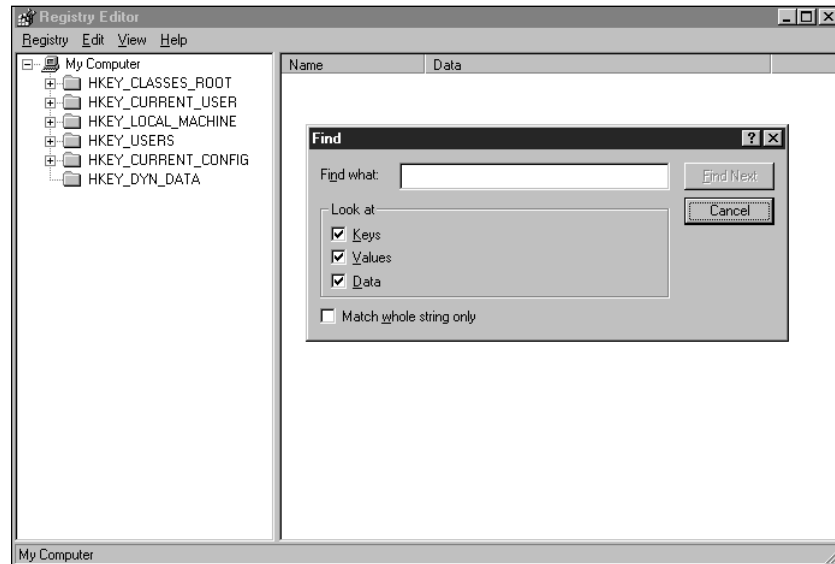 Registry Editor
Registry Edit View Help
My Computer
HKEY_CLASSES_ROOT
HKEY_CURRENT_USER
HKEY_LOCAL_MACHINE
HKEY_USERS
HKEY_CURRENT_CONFIG
HKEY_DYN_DATA
Name Data
Find
Find what:
Find Next
Look at
Cancel
Keys
Values
Data
Match whole string only
My Computer